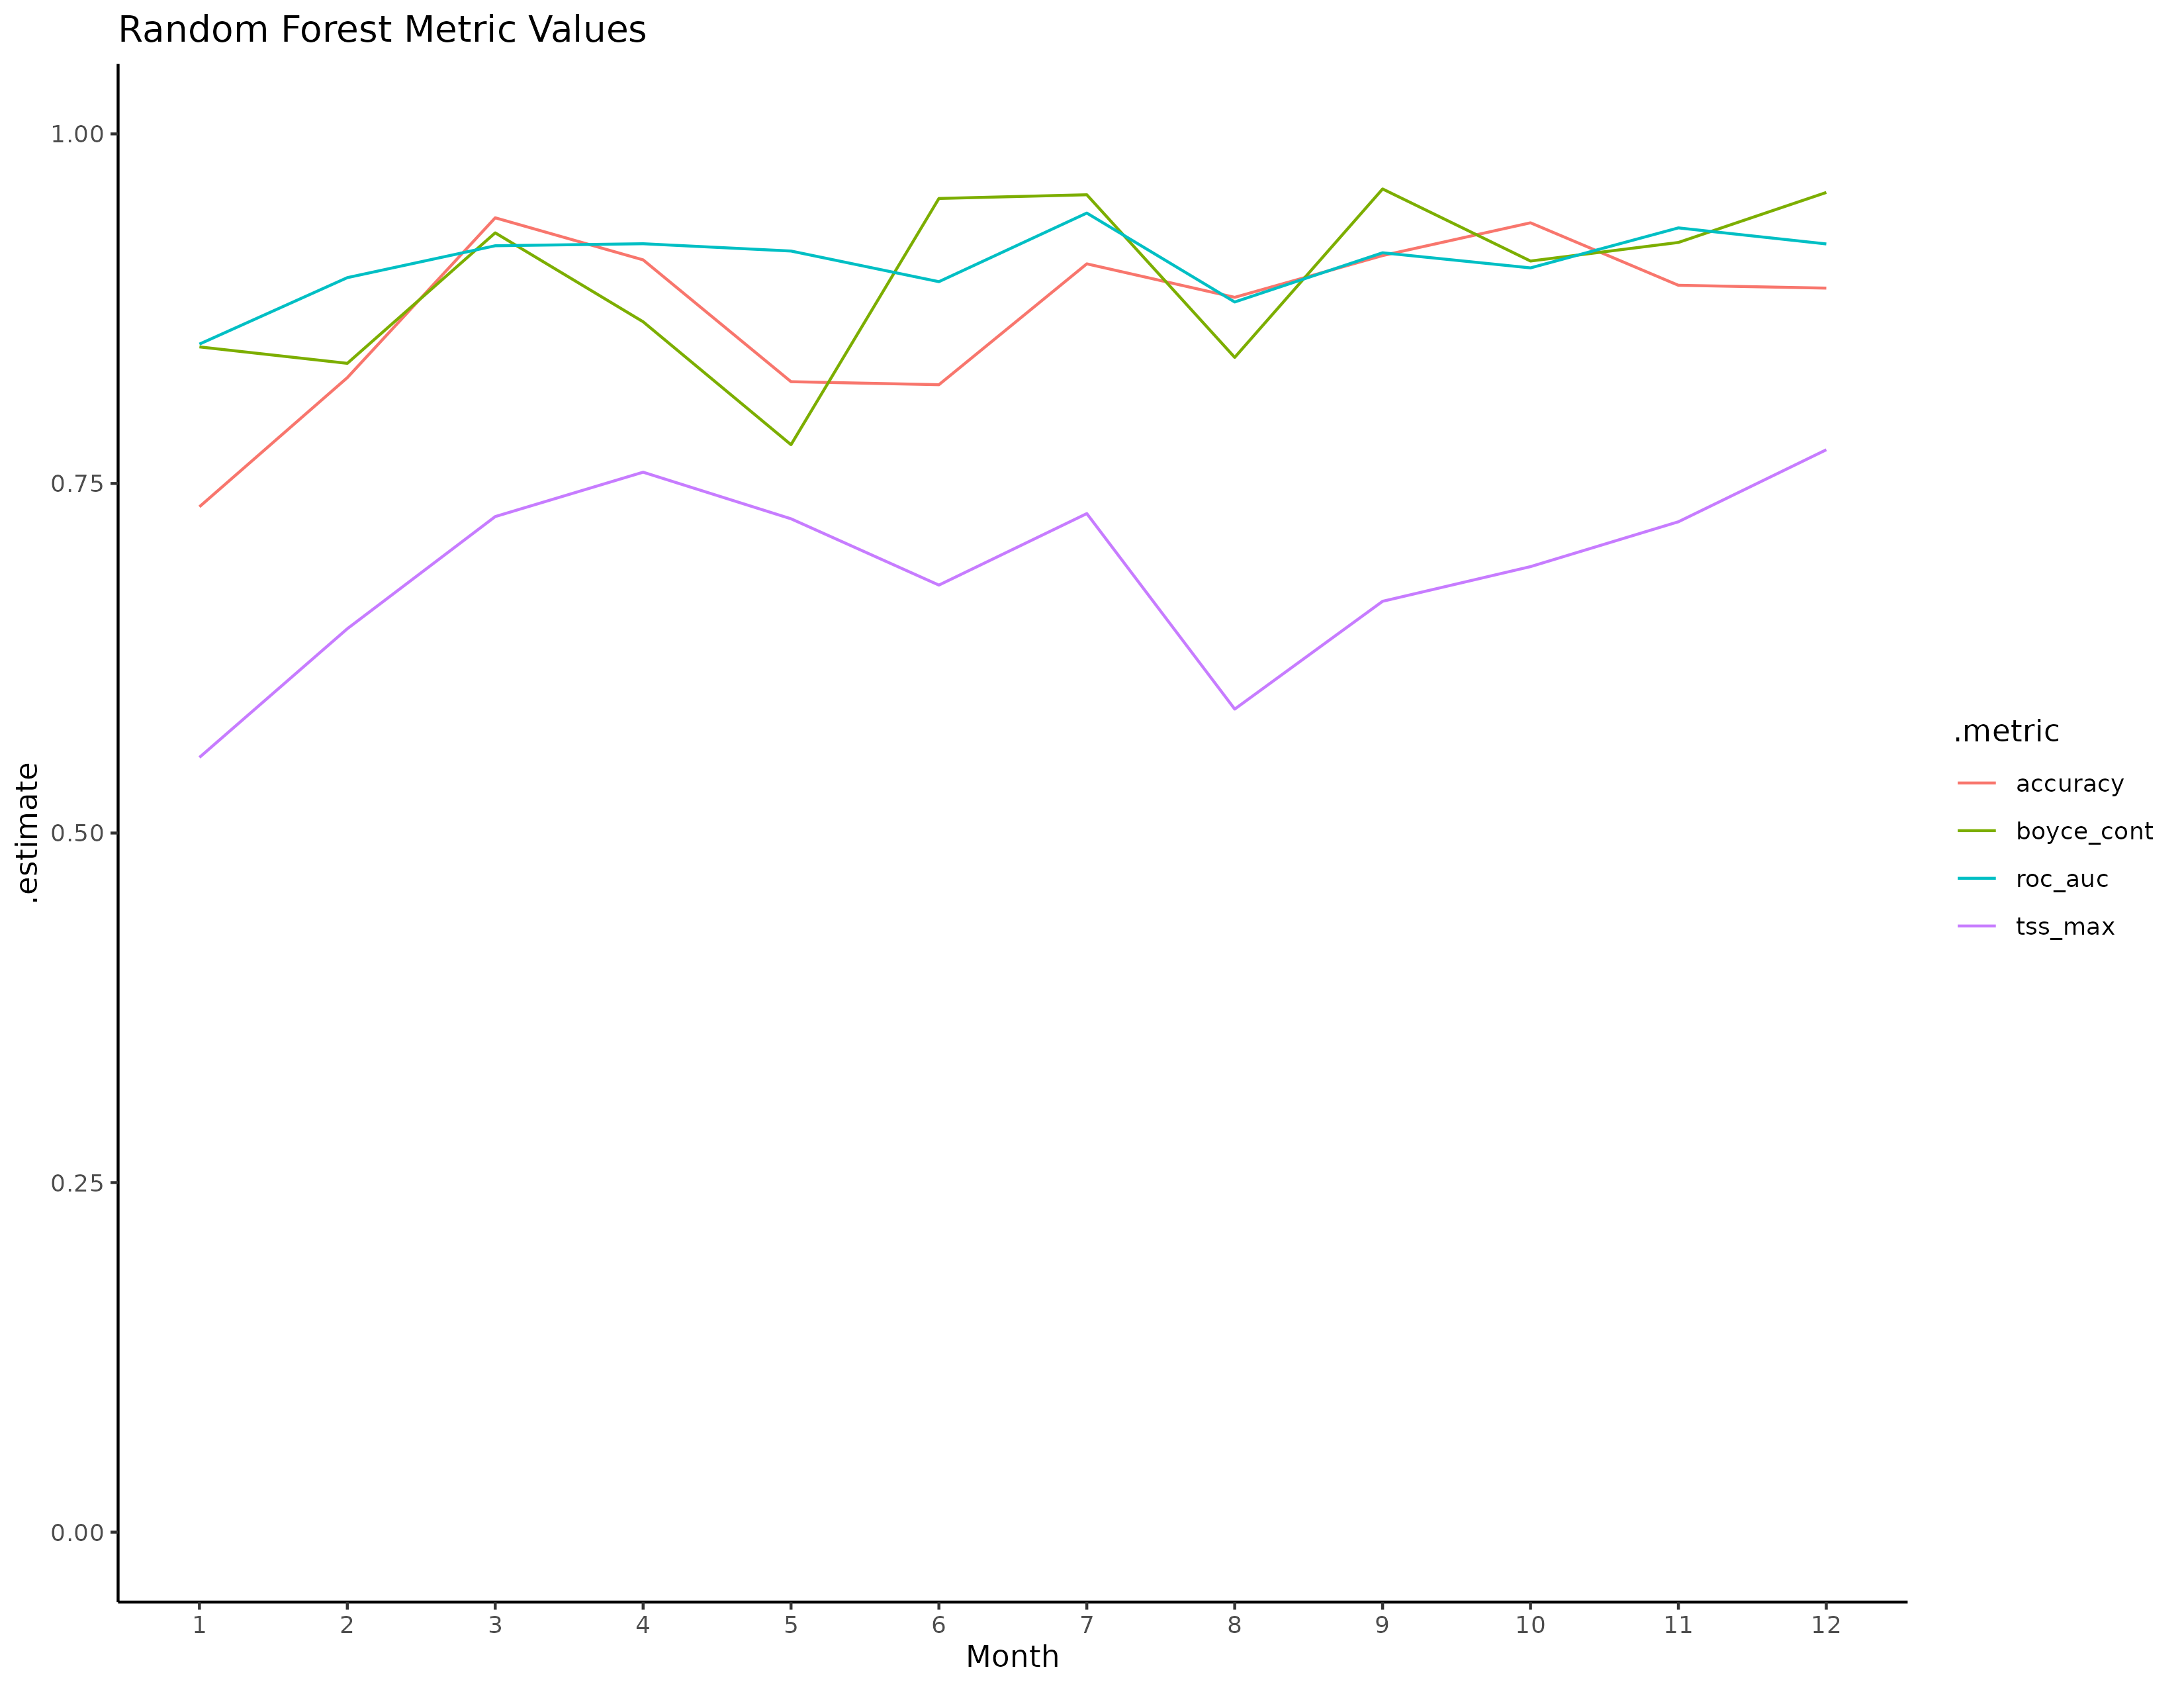 Random Forest Metric Values
1.00
0.75
0.50
0.25
0.00
.estimate
1 2 3 4 5 6 7 8 9 10 11 12
Month
.metric
accuracy
boyce_cont
roc_auc
tss_max